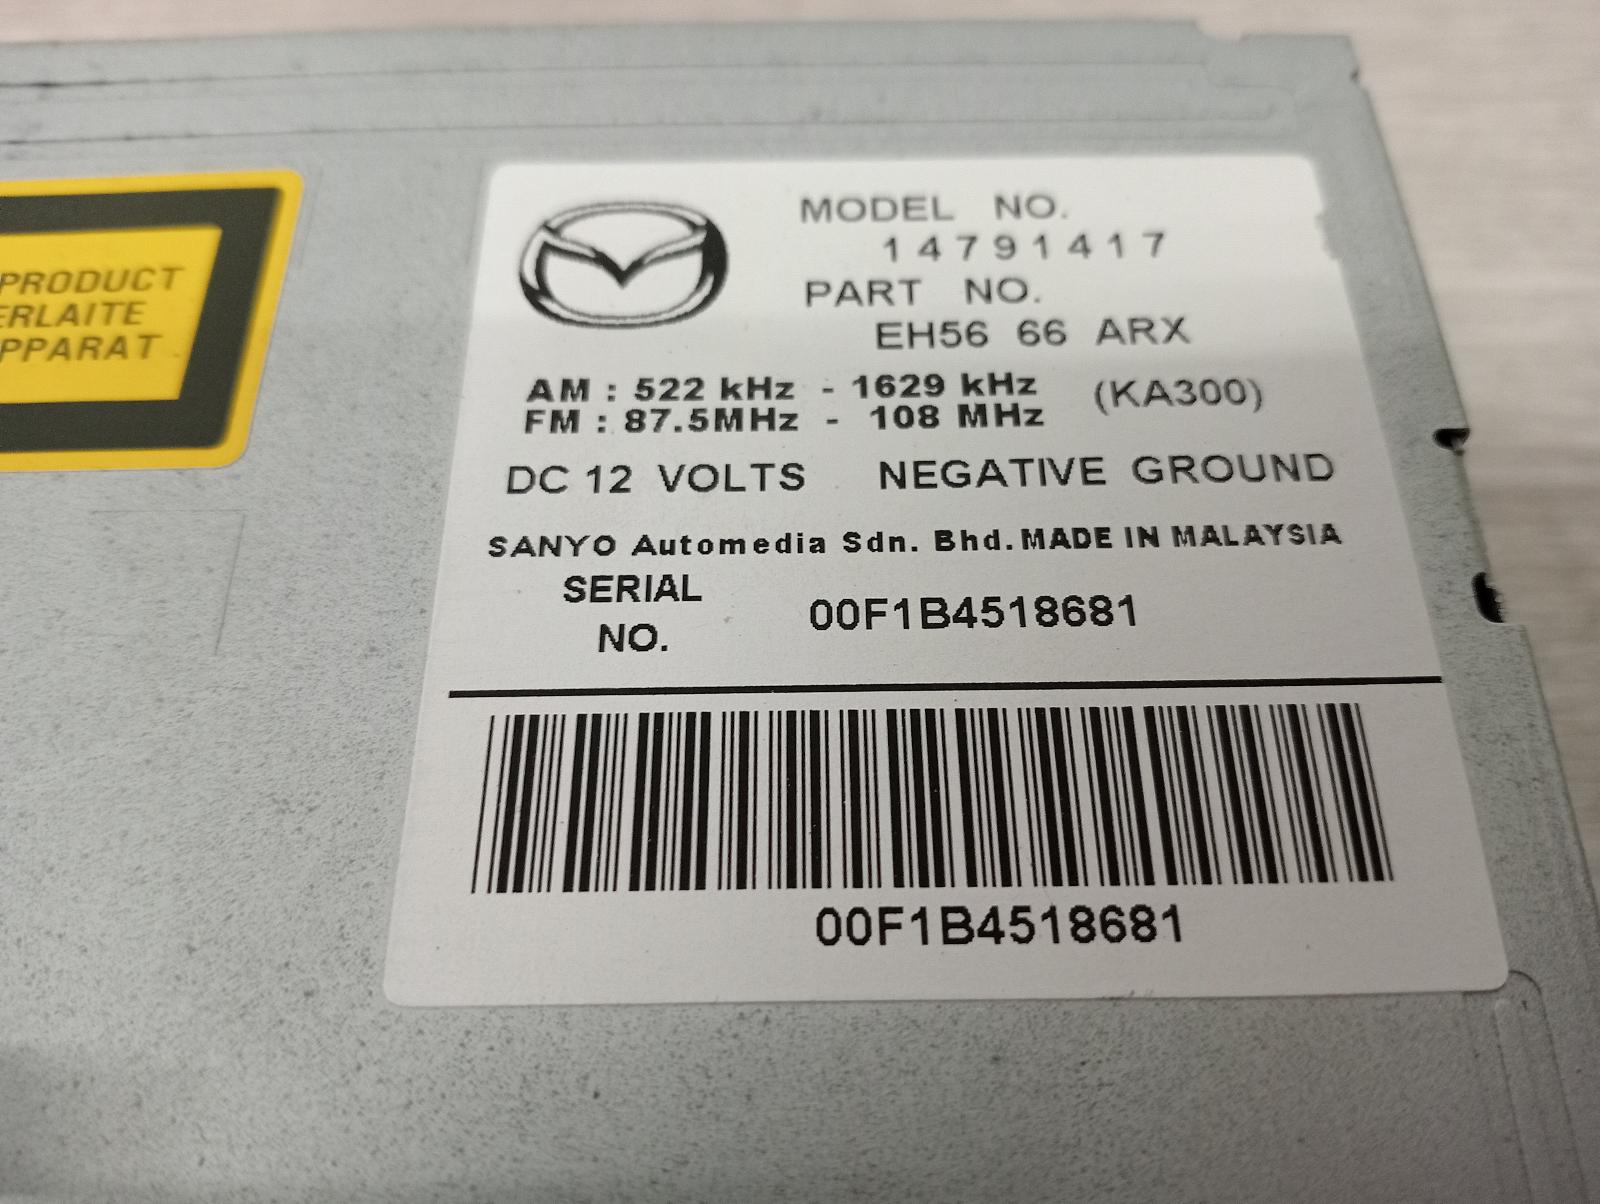 PRODUCT
ERLAITE
PPARAT
MODEL NO.
14791417
PART NO.
EH56 66 ARX
AM : 522 kHz - 1629 kHz (KA300)
FM : 87.5MHz - 108 MHz
DC 12 VOLTS NEGATIVE GROUND
SANYO Automedia Sdn. Bhd. MADE IN MALAYSIA
SERIAL
NO. 00F1B4518681
00F1B4518681